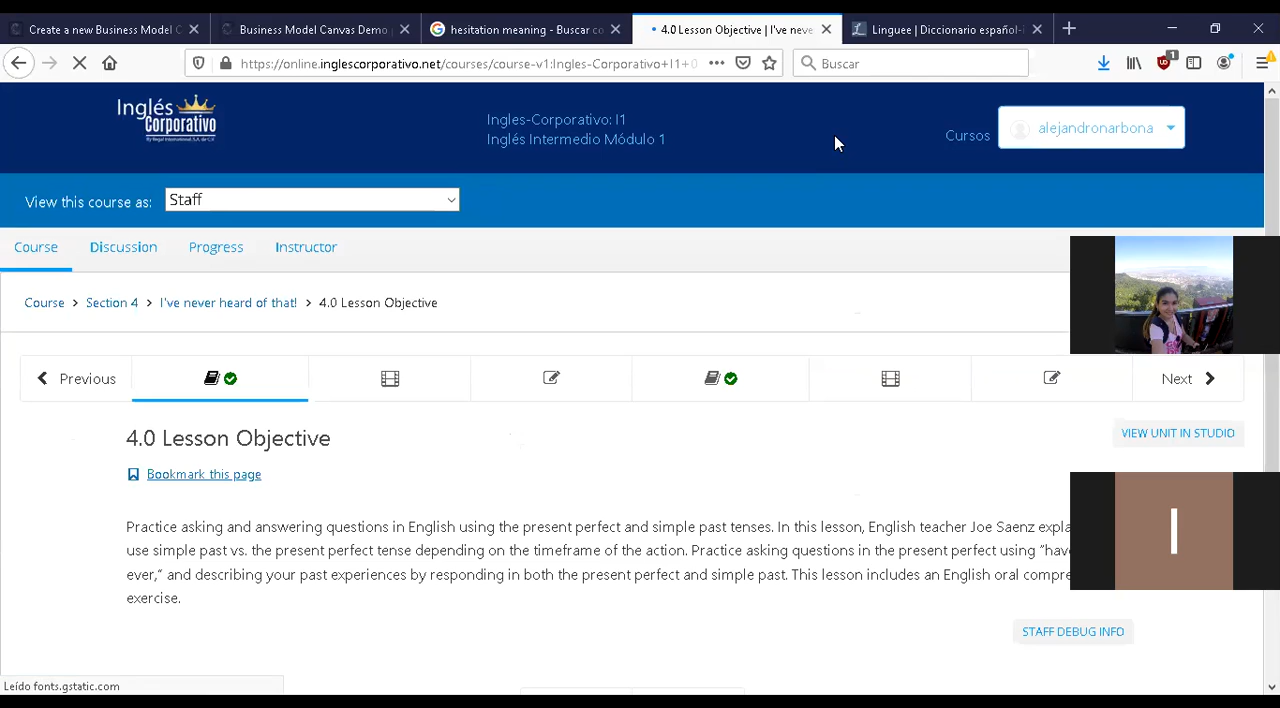 Create a new Business Model C
Business Model Canvas Demo
hesitation meaning - Buscar co
4.0 Lesson Objective | I've neve
Linguee | Diccionario español-i
https://online.inglescorporativo.net/courses/course-v1:Ingles-Corporativo+I1+
Buscar
1
Inglés
Corporativo
Ingles-Corporativo: I1
Inglés Intermedio Módulo 1
Cursos
alejandronarbona
View this course as:
Staff
Course
Discussion
Progress
Instructor
Course > Section 4 > I've never heard of that! > 4.0 Lesson Objective
Previous
Next
4.0 Lesson Objective
VIEW UNIT IN STUDIO
Bookmark this page
Practice asking and answering questions in English using the present perfect and simple past tenses. In this lesson, English teacher Joe Saenz expla
use simple past vs. the present perfect tense depending on the timeframe of the action. Practice asking questions in the present perfect using "hav
ever," and describing your past experiences by responding in both the present perfect and simple past. This lesson includes an English oral compre
exercise.
I
STAFF DEBUG INFO
Leído fonts.gstatic.com